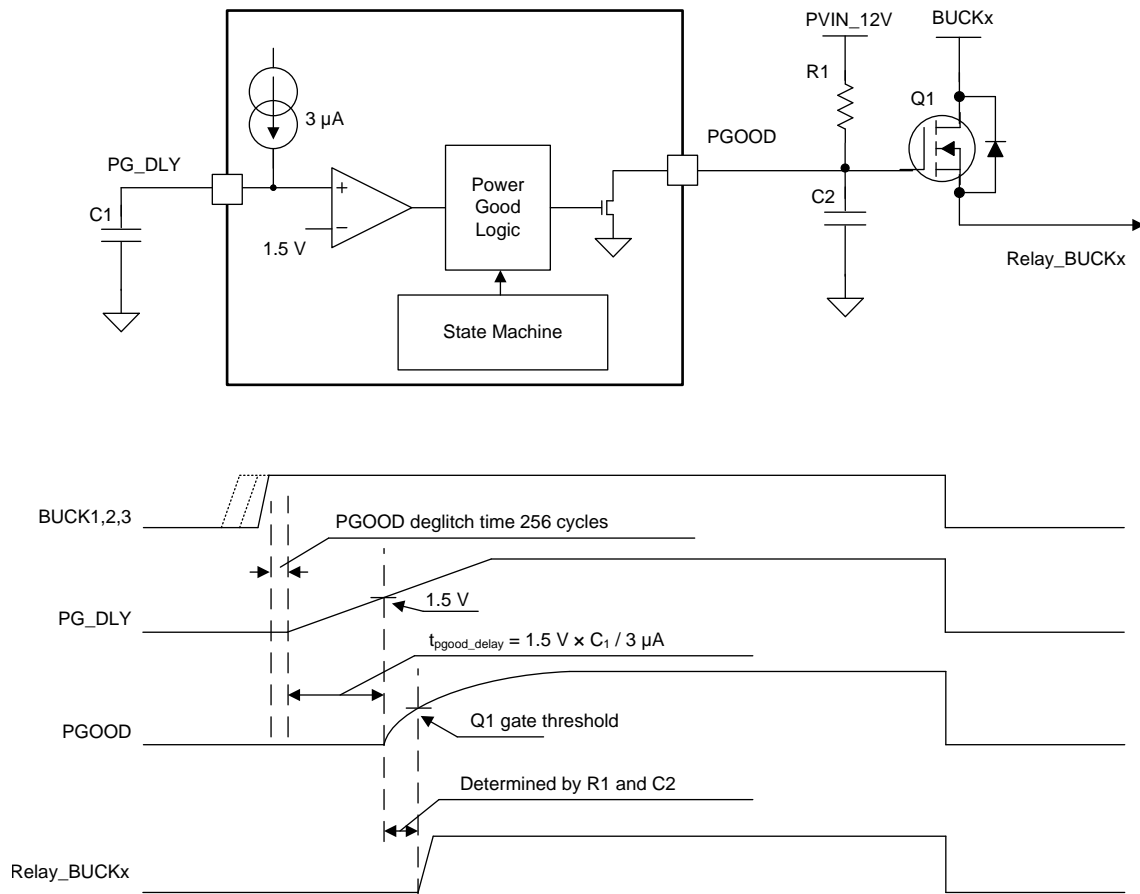 PVIN_12V
BUCKx
R1
Q1
3 µA
PGOOD
PG_DLY
C1
+
−
1.5 V
Power
Good
Logic
C2
Relay_BUCKx
State Machine
BUCK1,2,3
PGOOD deglitch time 256 cycles
PG_DLY
1.5 V
tpgood_delay = 1.5 V × C1 / 3 µA
PGOOD
Q1 gate threshold
Determined by R1 and C2
Relay_BUCKx